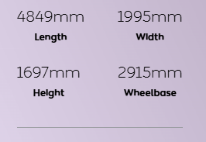 4849mm 1995mm
Length Width
1697mm 2915mm
Height Wheelbase